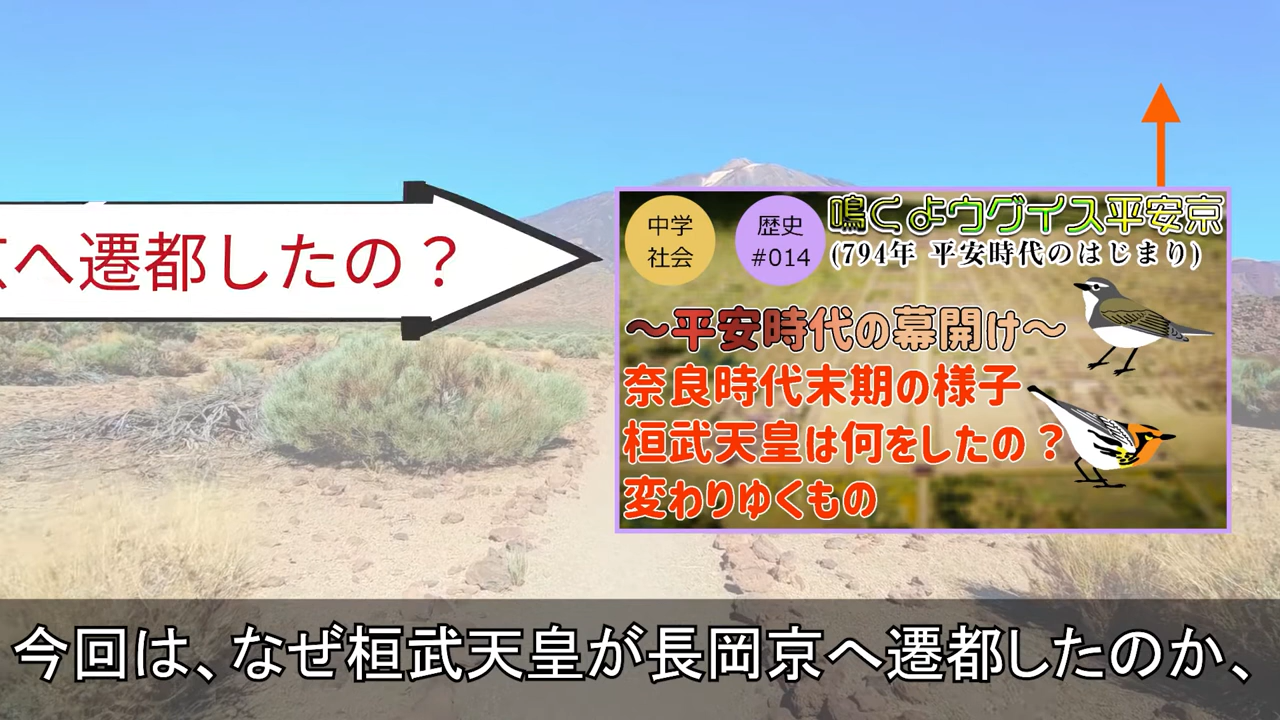 へ遷都したの？
中学
社会
歴史
#014
鳴くよウグイス平安京
(794年 平安時代のはじまり)
～平安時代の幕開け～
奈良時代末期の様子
桓武天皇は何をしたの？
変わりゆくもの
今回は、なぜ桓武天皇が長岡京へ遷都したのか、